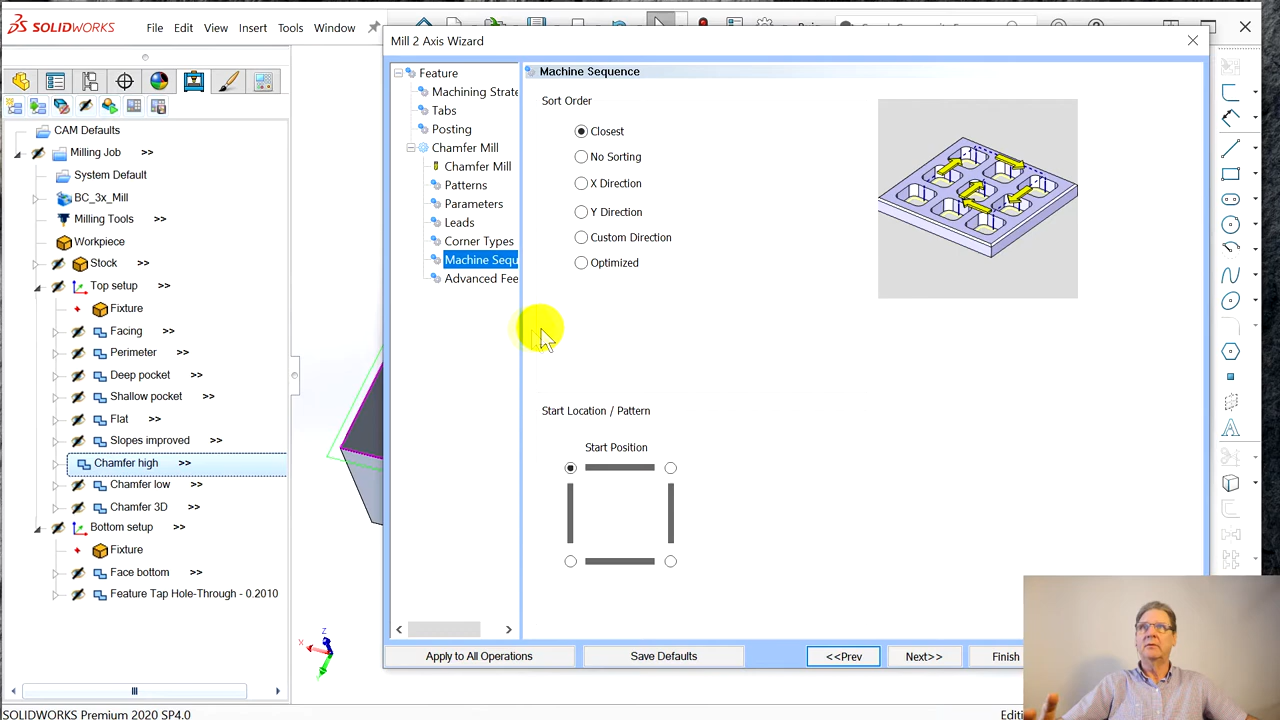 SOLIDWORKS
File Edit View Insert Tools Window
Mill 2 Axis Wizard
CAM Defaults
Milling Job >>
System Default
BC_3x_Mill
Milling Tools >>
Workpiece
Stock >>
Top setup >>
Fixture
Facing >>
Perimeter >>
Deep pocket >>
Shallow pocket >>
Flat >>
Slopes improved >>
Chamfer high >>
Chamfer low >>
Chamfer 3D >>
Bottom setup >>
Fixture
Face bottom >>
Feature Tap Hole-Through - 0.2010
Feature
Machining Strate
Tabs
Posting
Chamfer Mill
Chamfer Mill
Patterns
Parameters
Leads
Corner Types
Machine Sequ
Advanced Fee
Machine Sequence
Sort Order
Closest
No Sorting
X Direction
Y Direction
Custom Direction
Optimized
Start Location / Pattern
Start Position
Z
X
Apply to All Operations
Save Defaults
<<Prev
Next>>
Finish
SOLIDWORKS Premium 2020 SP4.0
Editi